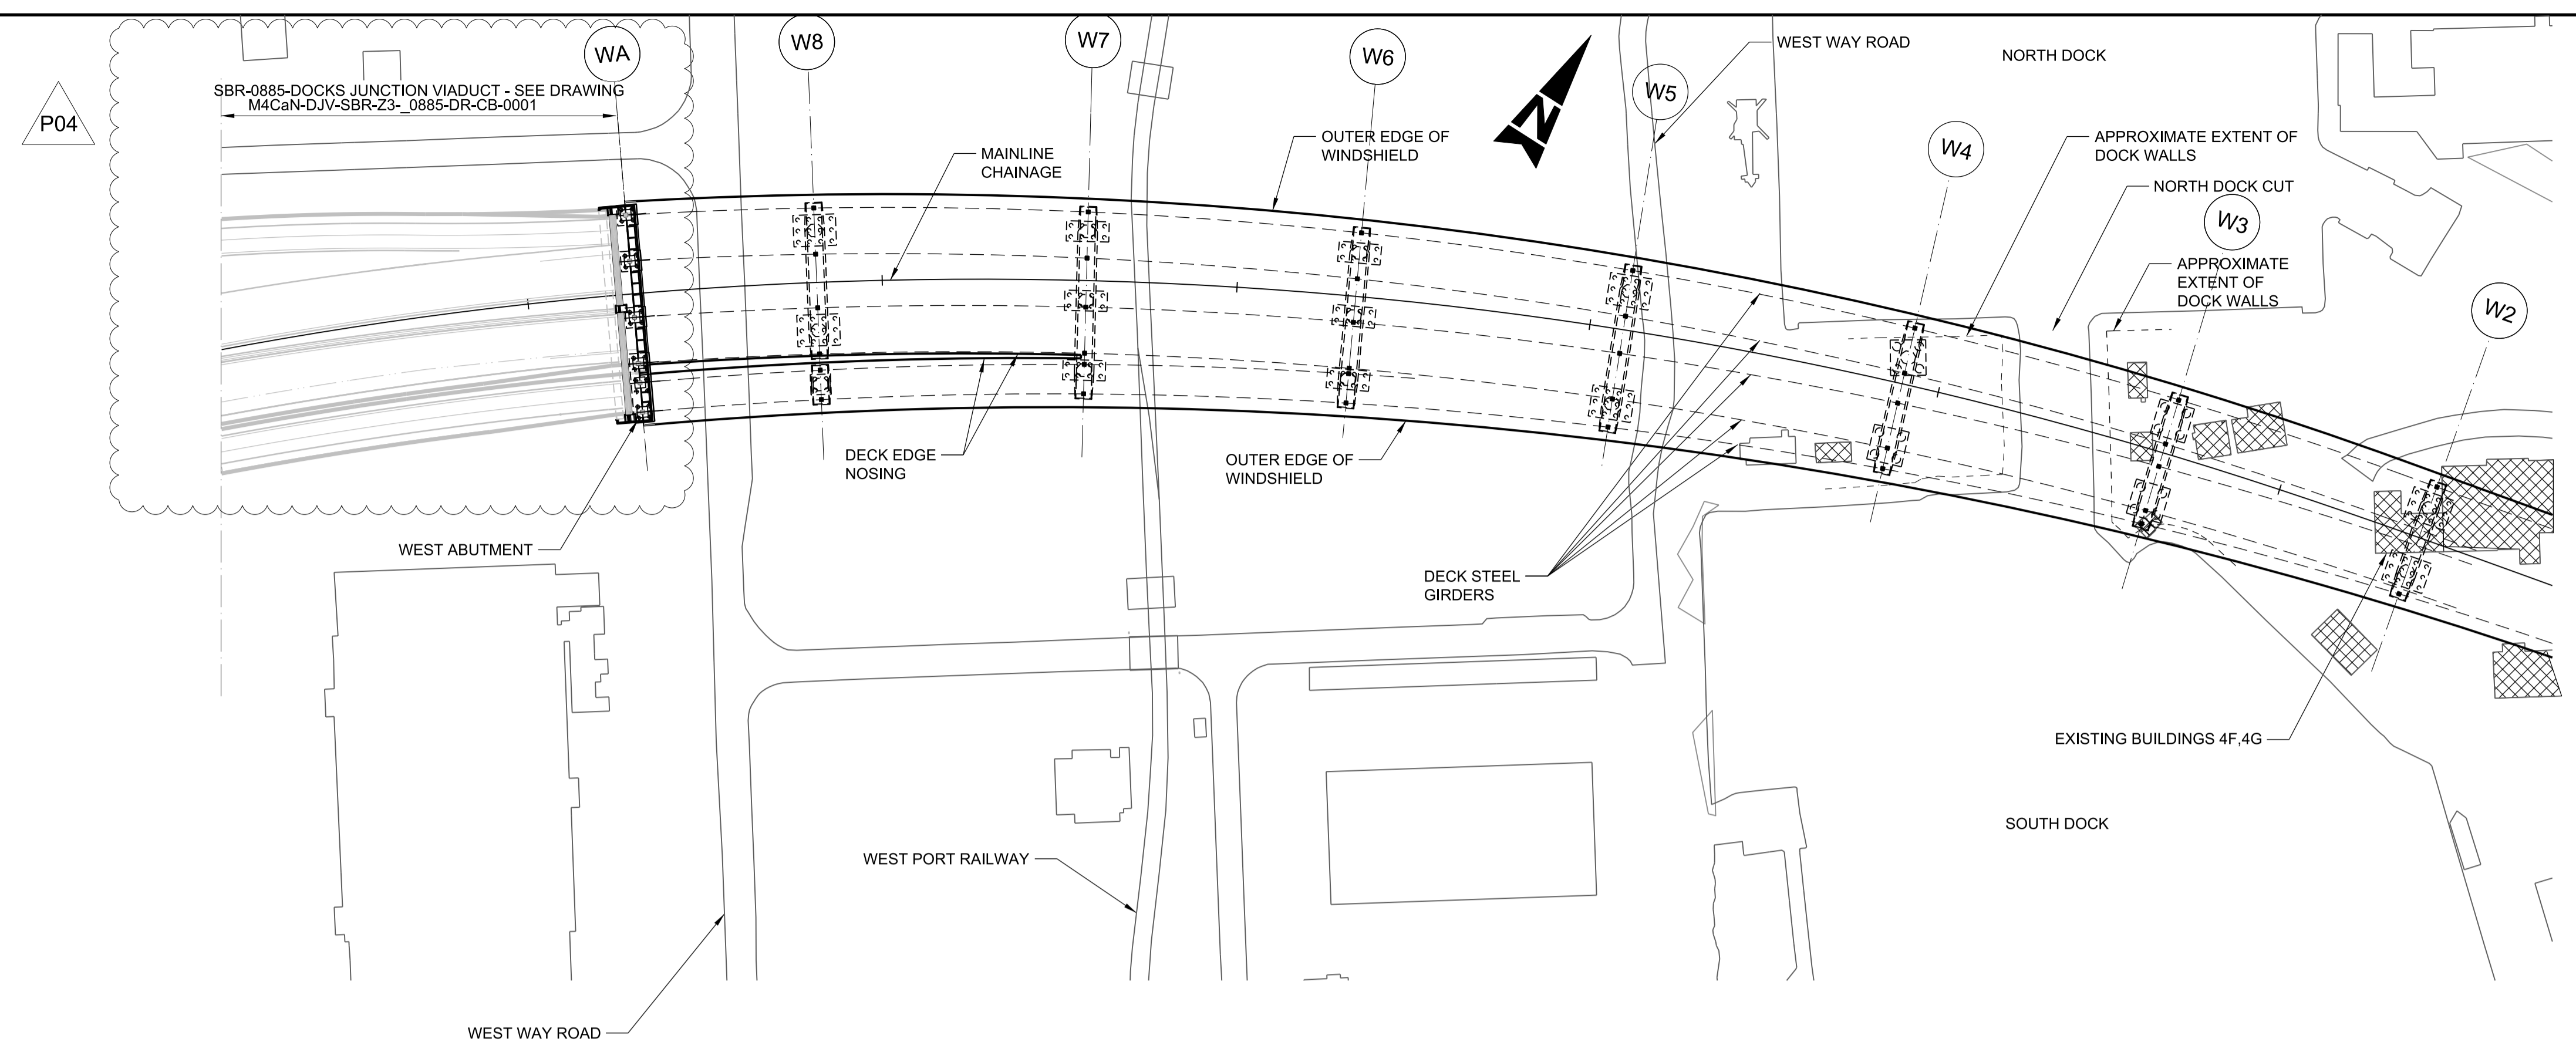 WA
W8
W7
W6
W5
W4
W3
W2
P04
SBR-0885-DOCKS JUNCTION VIADUCT - SEE DRAWING
M4CaN-DJV-SBR-Z3-_0885-DR-CB-0001
MAINLINE
CHAINAGE
OUTER EDGE OF
WINDSHIELD
N
WEST WAY ROAD
NORTH DOCK
APPROXIMATE EXTENT OF
DOCK WALLS
NORTH DOCK CUT
APPROXIMATE
EXTENT OF
DOCK WALLS
DECK EDGE
NOSING
OUTER EDGE OF
WINDSHIELD
WEST ABUTMENT
DECK STEEL
GIRDERS
EXISTING BUILDINGS 4F,4G
SOUTH DOCK
WEST PORT RAILWAY
WEST WAY ROAD